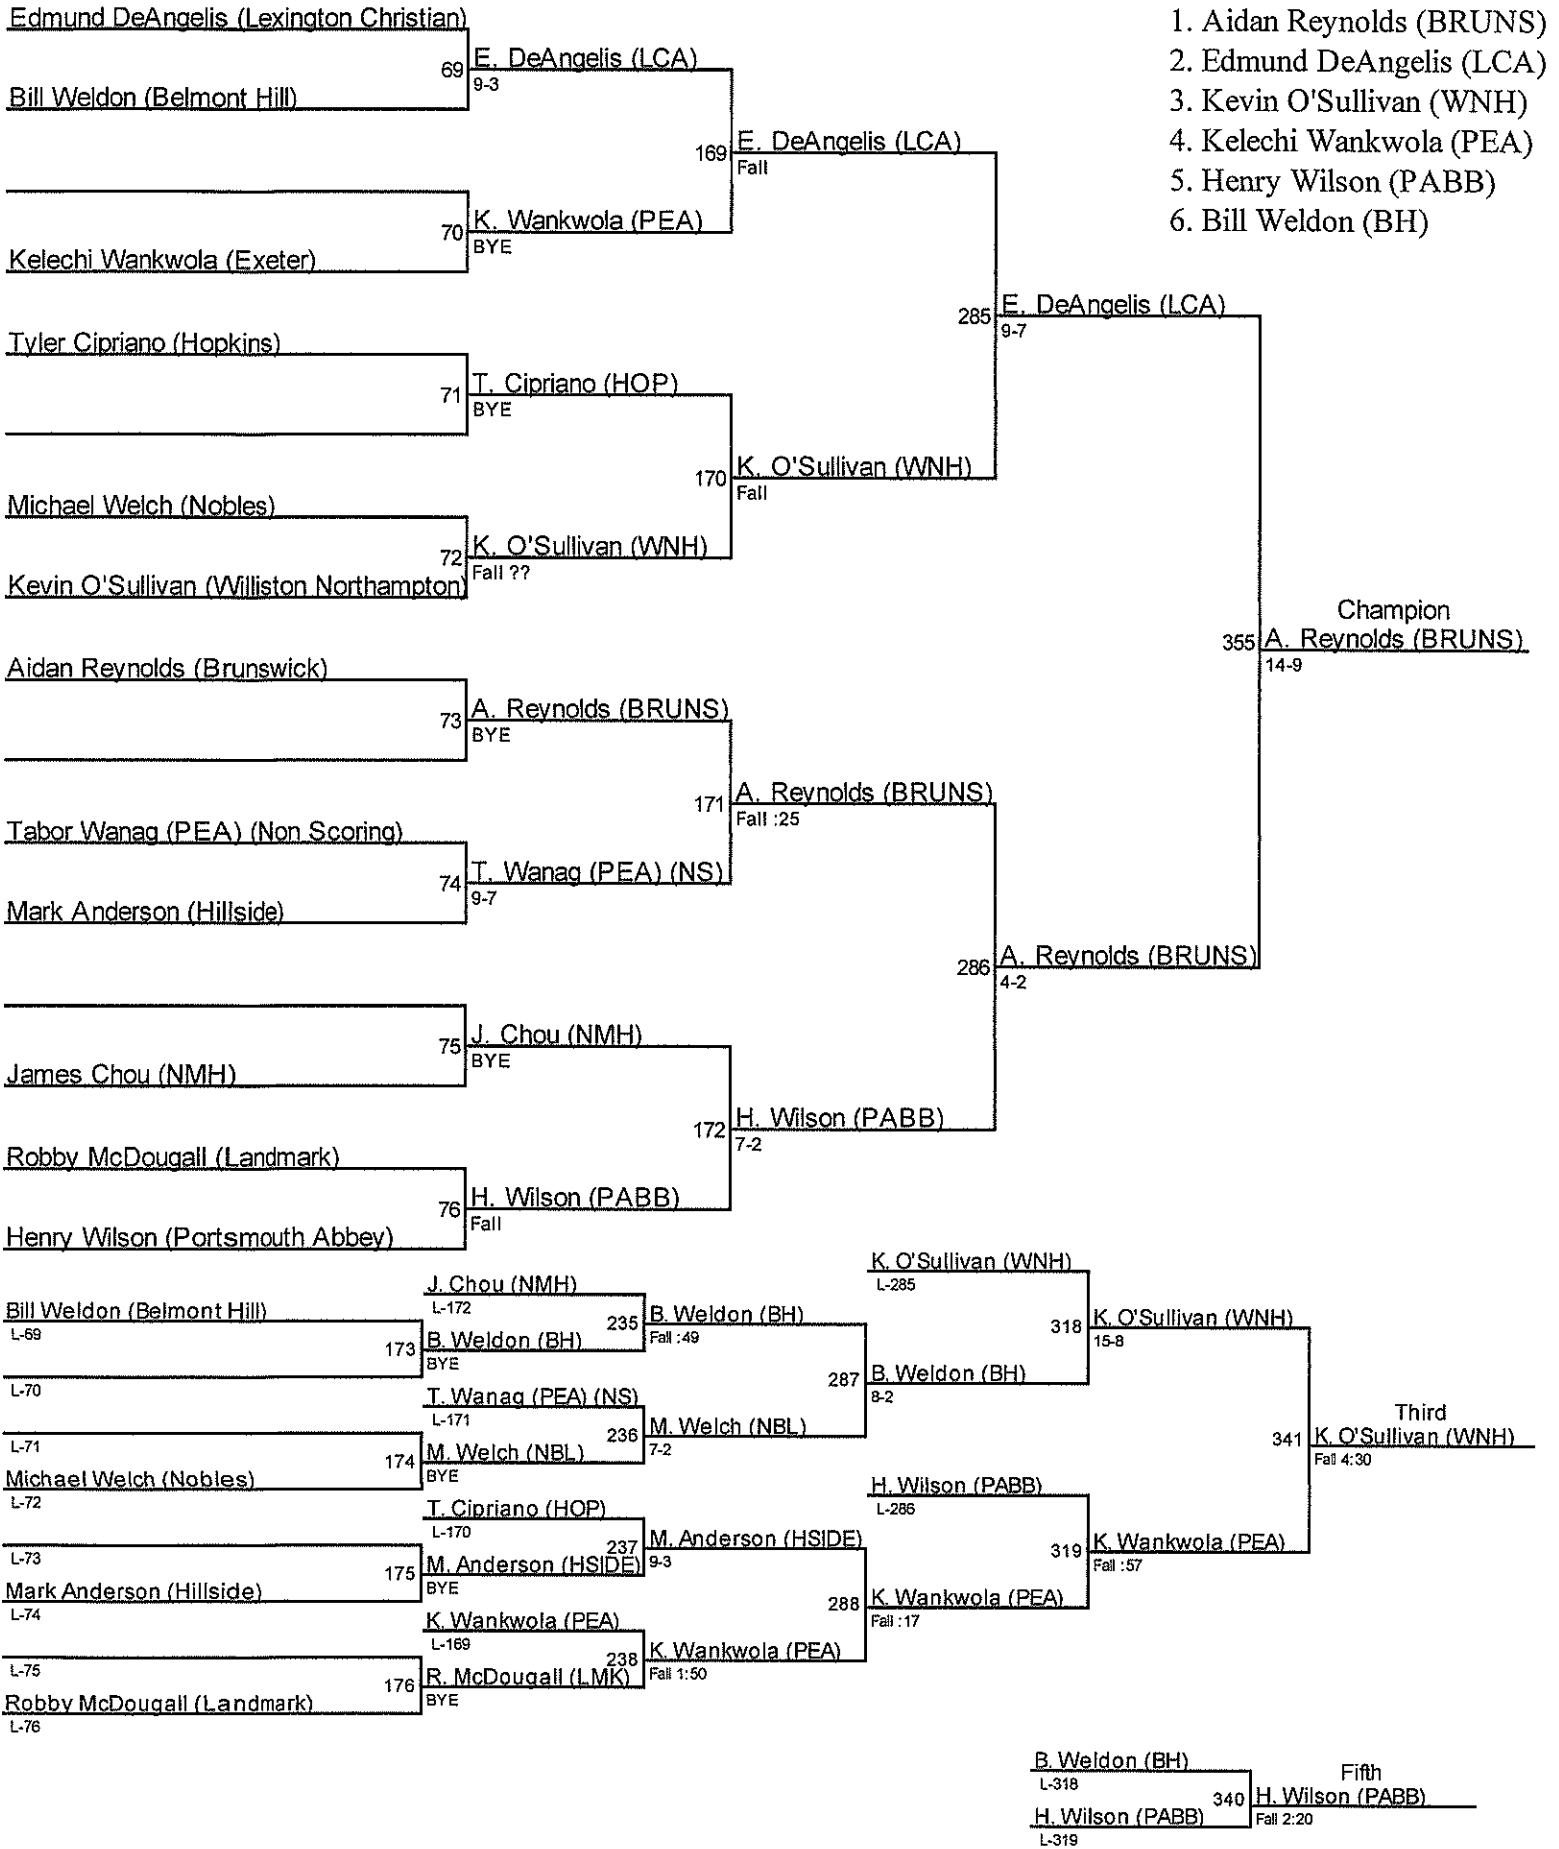 Edmund DeAngelis (Lexington Christian)
69
E. DeAngelis (LCA)
9-3
Bill Weldon (Belmont Hill)
169
E. DeAngelis (LCA)
Fall
70
K. Wankwola (PEA)
BYE
Kelechi Wankwola (Exeter)
285
E. DeAngelis (LCA)
9-7
Tyler Cipriano (Hopkins)
71
T. Cipriano (HOP)
BYE
170
K. O'Sullivan (WNH)
Fall
Michael Welch (Nobles)
72
K. O'Sullivan (WNH)
Fall ??
Kevin O'Sullivan (Williston Northampton)
1. Aidan Reynolds (BRUNS)
2. Edmund DeAngelis (LCA)
3. Kevin O'Sullivan (WNH)
4. Kelechi Wankwola (PEA)
5. Henry Wilson (PABB)
6. Bill Weldon (BH)
Champion
355
A. Reynolds (BRUNS)
14-9
Aidan Reynolds (Brunswick)
73
A. Reynolds (BRUNS)
BYE
171
A. Reynolds (BRUNS)
Fall :25
Tabor Wanag (PEA) (Non Scoring)
74
T. Wanag (PEA) (NS)
9-7
Mark Anderson (Hillside)
286
A. Reynolds (BRUNS)
4-2
75
J. Chou (NMH)
BYE
James Chou (NMH)
172
H. Wilson (PABB)
7-2
Robby McDougall (Landmark)
76
H. Wilson (PABB)
Fall
Henry Wilson (Portsmouth Abbey)
J. Chou (NMH)
L-172
Bill Weldon (Belmont Hill)
L-69
173
B. Weldon (BH)
BYE
L-70
235
B. Weldon (BH)
Fall :49
T. Wanag (PEA) (NS)
L-171
L-71
174
M. Welch (NBL)
BYE
Michael Welch (Nobles)
L-72
236
M. Welch (NBL)
7-2
287
B. Weldon (BH)
8-2
K. O'Sullivan (WNH)
L-285
318
K. O'Sullivan (WNH)
15-8
T. Cipriano (HOP)
L-170
L-73
175
M. Anderson (HSIDE)
BYE
Mark Anderson (Hillside)
L-74
237
M. Anderson (HSIDE)
9-3
K. Wankwola (PEA)
L-169
L-75
176
R. McDougall (LMK)
BYE
Robby McDougall (Landmark)
L-76
238
K. Wankwola (PEA)
Fall 1:50
288
K. Wankwola (PEA)
Fall :17
H. Wilson (PABB)
L-286
319
K. Wankwola (PEA)
Fall :57
Third
341
K. O'Sullivan (WNH)
Fall 4:30
B. Weldon (BH)
L-318
H. Wilson (PABB)
L-319
Fifth
340
H. Wilson (PABB)
Fall 2:20